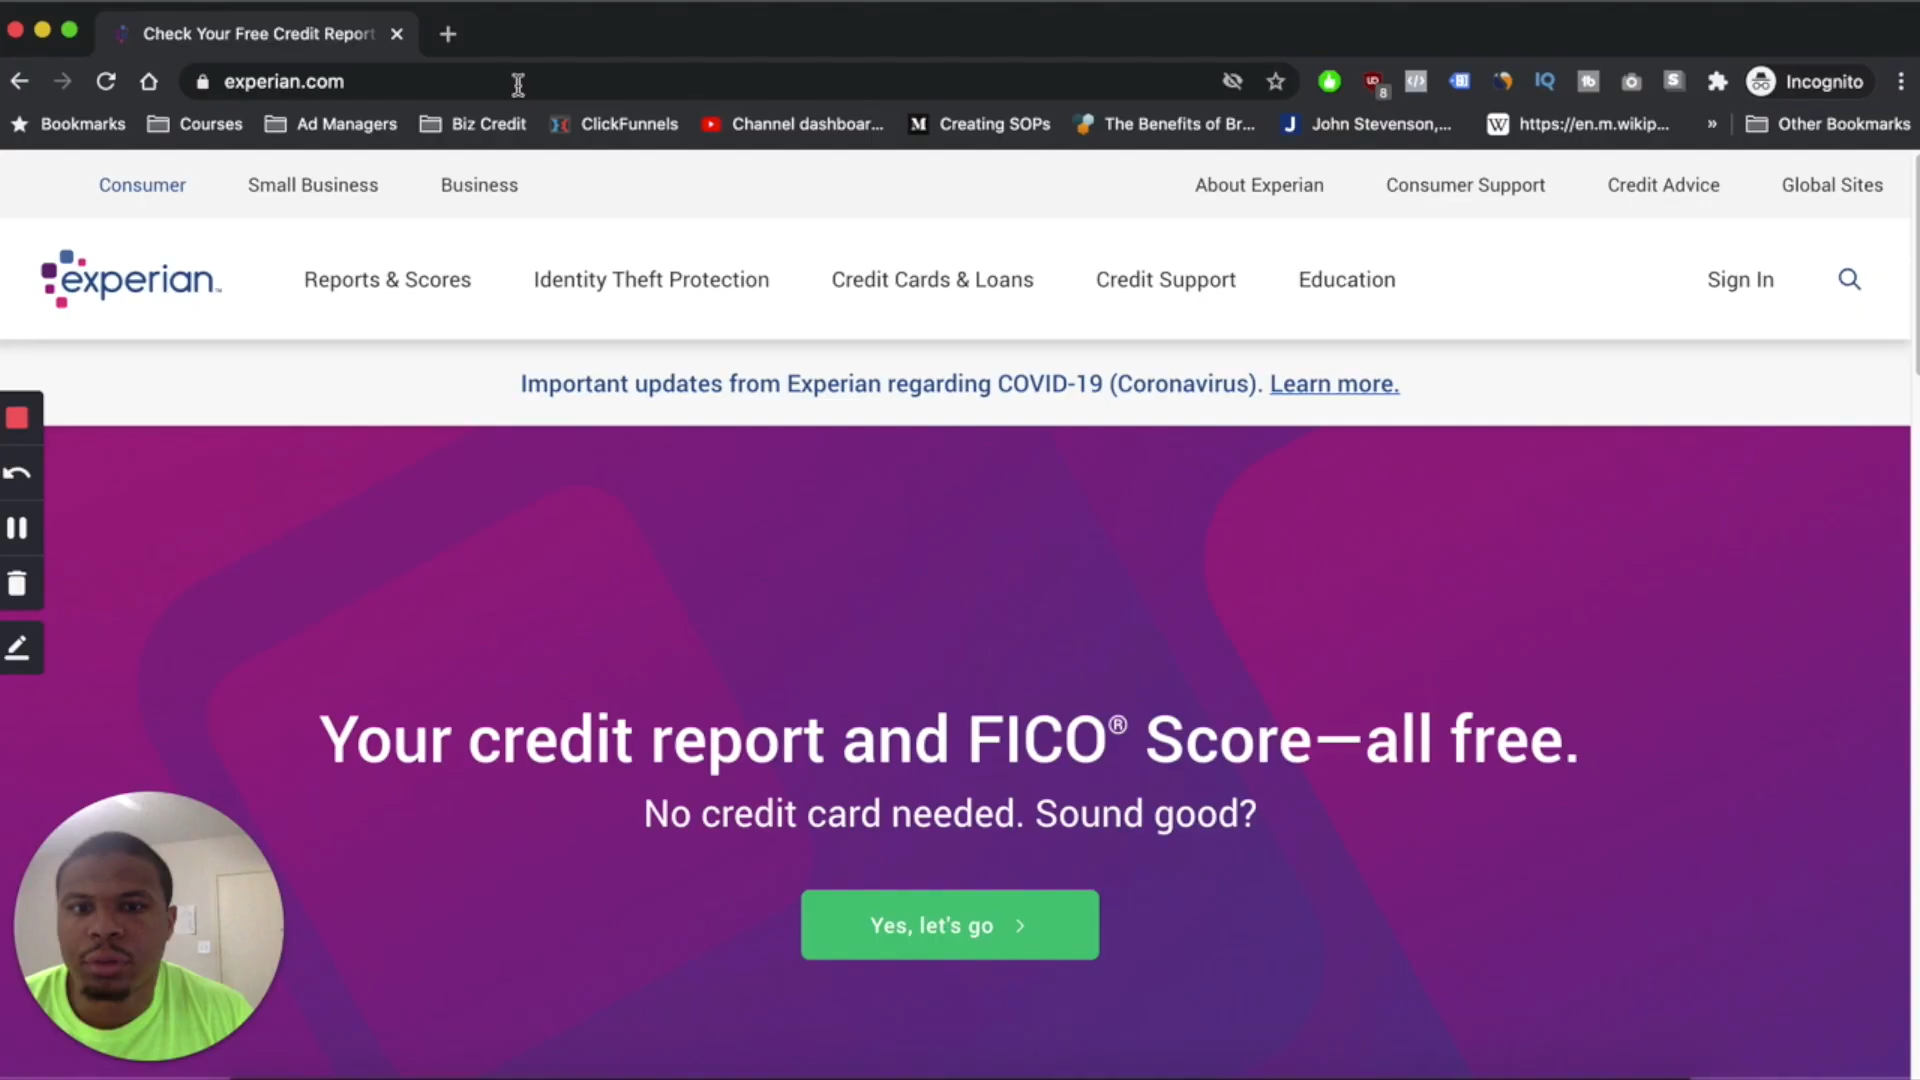 Check Your Free Credit Report
experian.com
8
IQ
Incognito
Bookmarks Courses Ad Managers Biz Credit ClickFunnels Channel dashboar... Creating SOPs The Benefits of Br... John Stevenson,... https://en.m.wikip... » Other Bookmarks
Consumer Small Business Business About Experian Consumer Support Credit Advice Global Sites
experian™ Reports & Scores Identity Theft Protection Credit Cards & Loans Credit Support Education Sign In
Important updates from Experian regarding COVID-19 (Coronavirus). Learn more.
Your credit report and FICO® Score—all free.
No credit card needed. Sound good?
Yes, let's go >